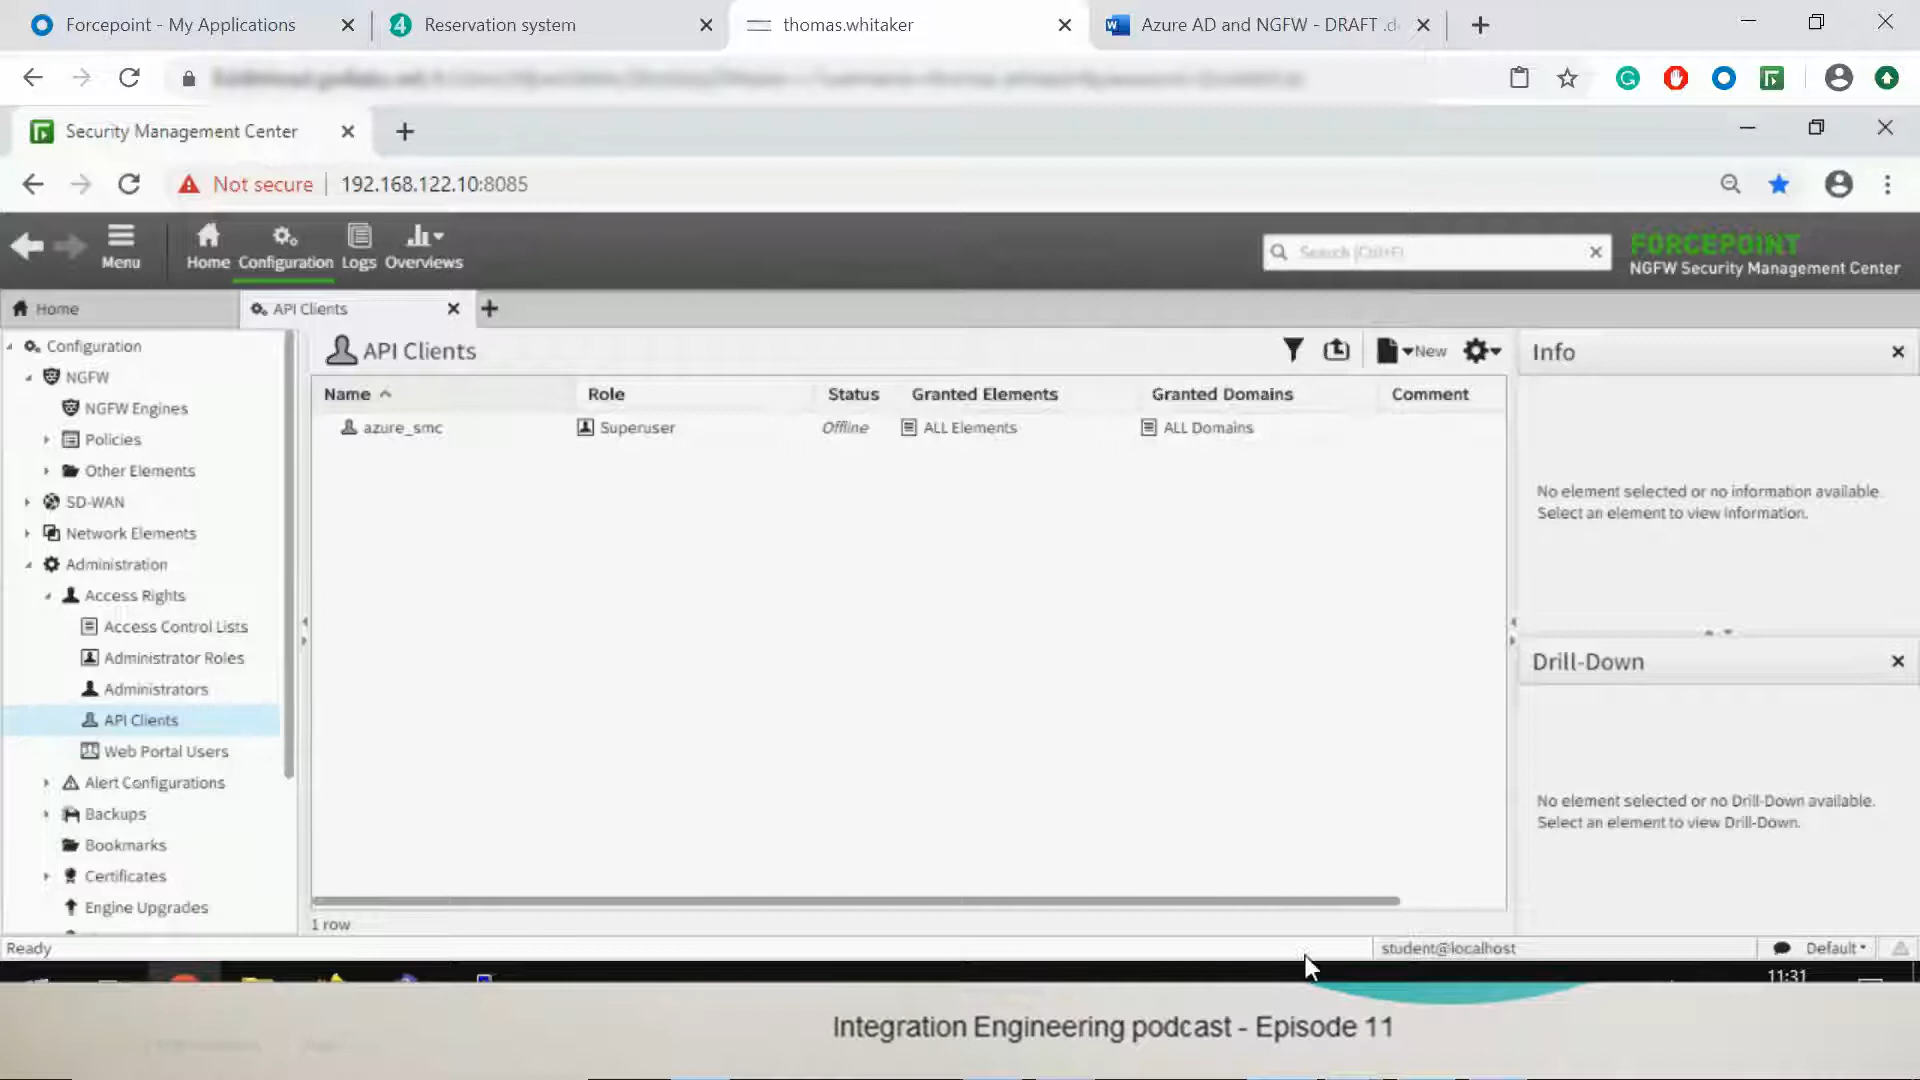 Forcepoint - My Applications
Reservation system
thomas.whitaker
Azure AD and NGFW - DRAFT .d
Security Management Center
Not secure
192.168.122.10:8085
Menu
Home
Configuration
Logs
Overviews
Search (Ctrl+F)
FORCEPOINT
NGFW Security Management Center
Home
API Clients
Configuration
NGFW
NGFW Engines
Policies
Other Elements
SD-WAN
Network Elements
Administration
Access Rights
Access Control Lists
Administrator Roles
Administrators
API Clients
Web Portal Users
Alert Configurations
Backups
Bookmarks
Certificates
Engine Upgrades
API Clients
New
Name Role Status Granted Elements Granted Domains Comment
azure_smc Superuser Offline ALL Elements ALL Domains
1 row
Info
No element selected or no information available.
Select an element to view information.
Drill-Down
No element selected or no Drill-Down available.
Select an element to view Drill-Down.
Ready
student@localhost
Default
11:31
Integration Engineering podcast - Episode 11